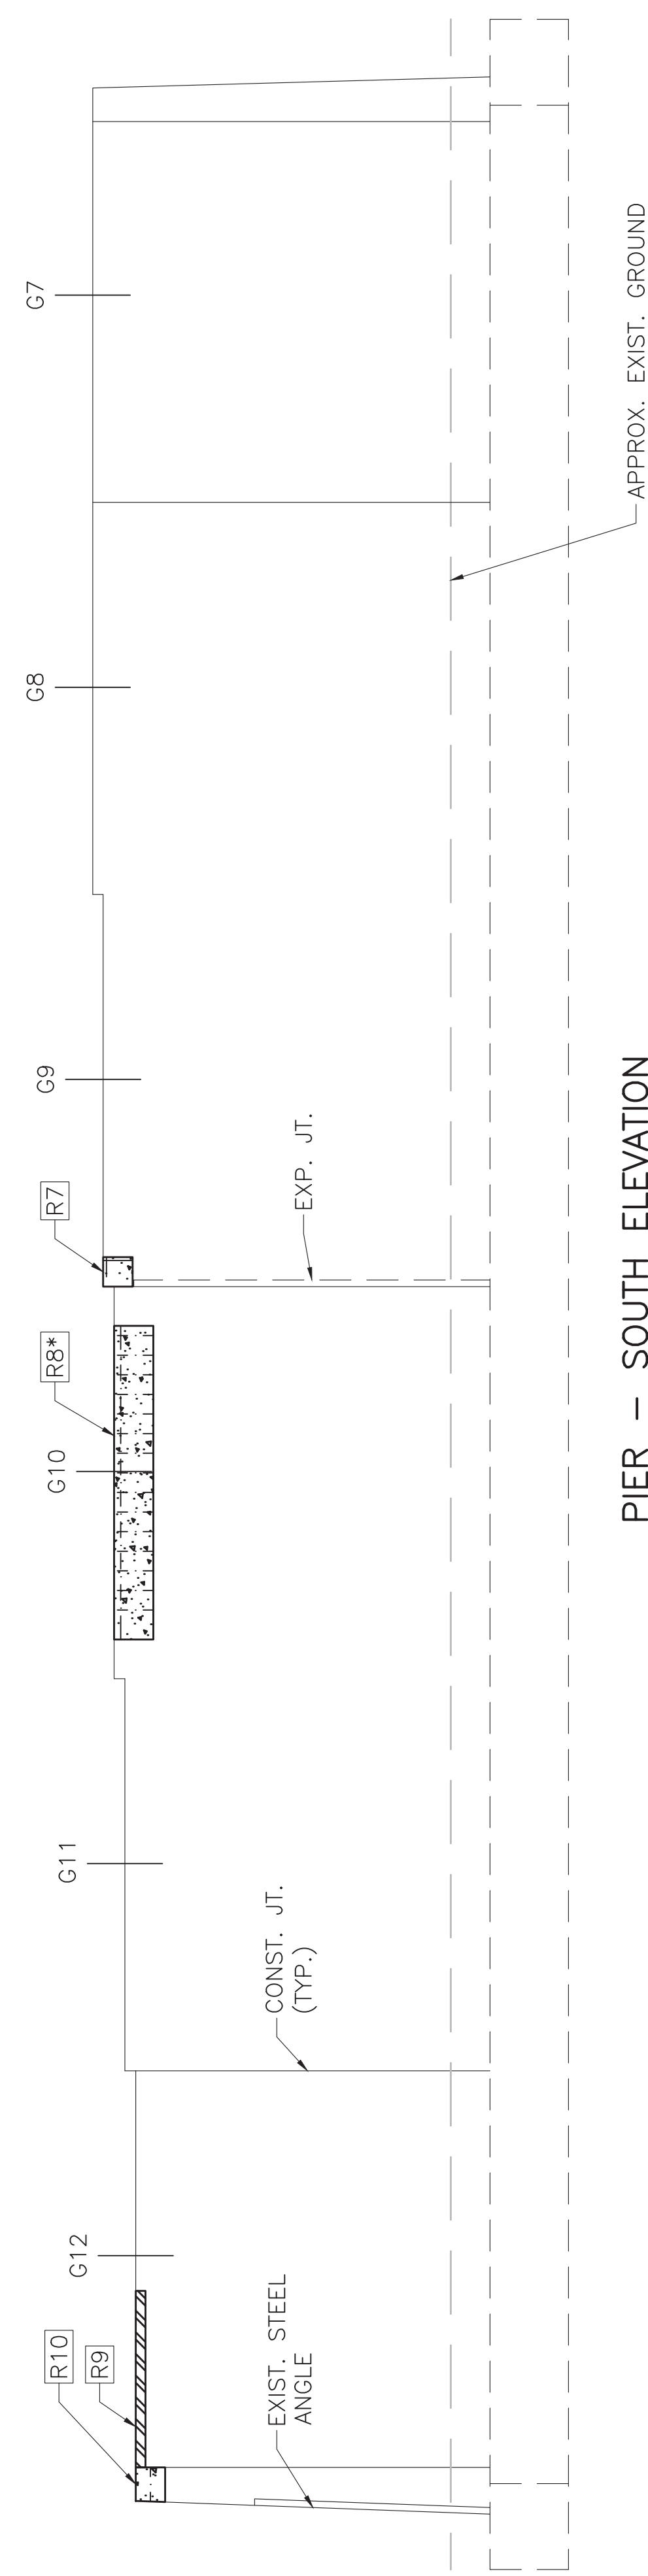 R10
R9
G12
G11
G10
R8*
R7
G9
G8
G7
EXIST. STEEL
ANGLE
CONST. JT.
(TYP.)
EXP. JT.
APPROX. EXIST. GROUND
PIER – SOUTH ELEVATION